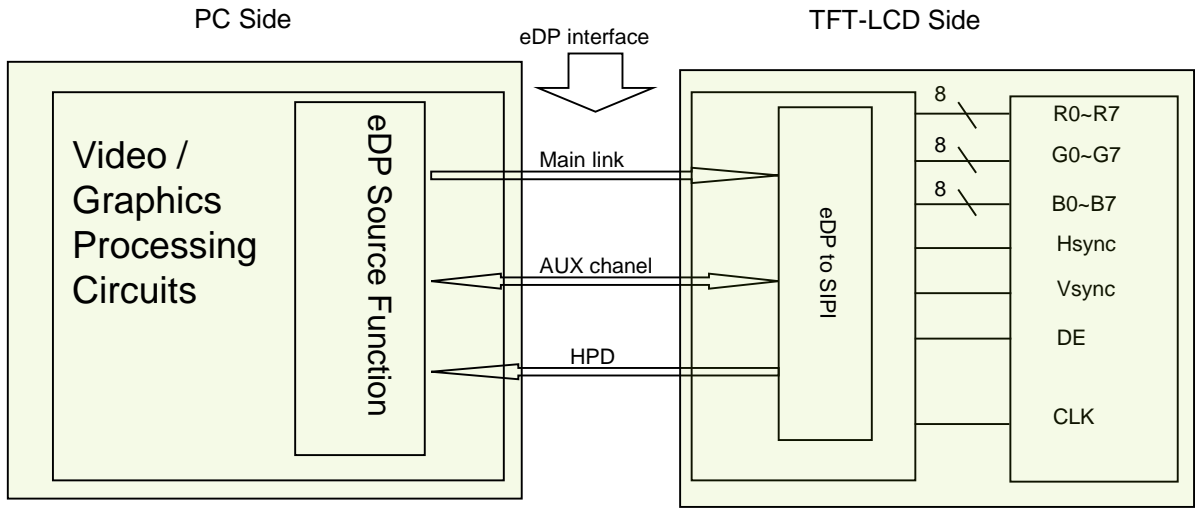 PC Side
TFT-LCD Side
eDP interface
Video /
Graphics
Processing
Circuits
eDP Source Function
Main link
AUX chanel
HPD
eDP to SIPI
8
R0~R7
8
G0~G7
8
B0~B7
Hsync
Vsync
DE
CLK